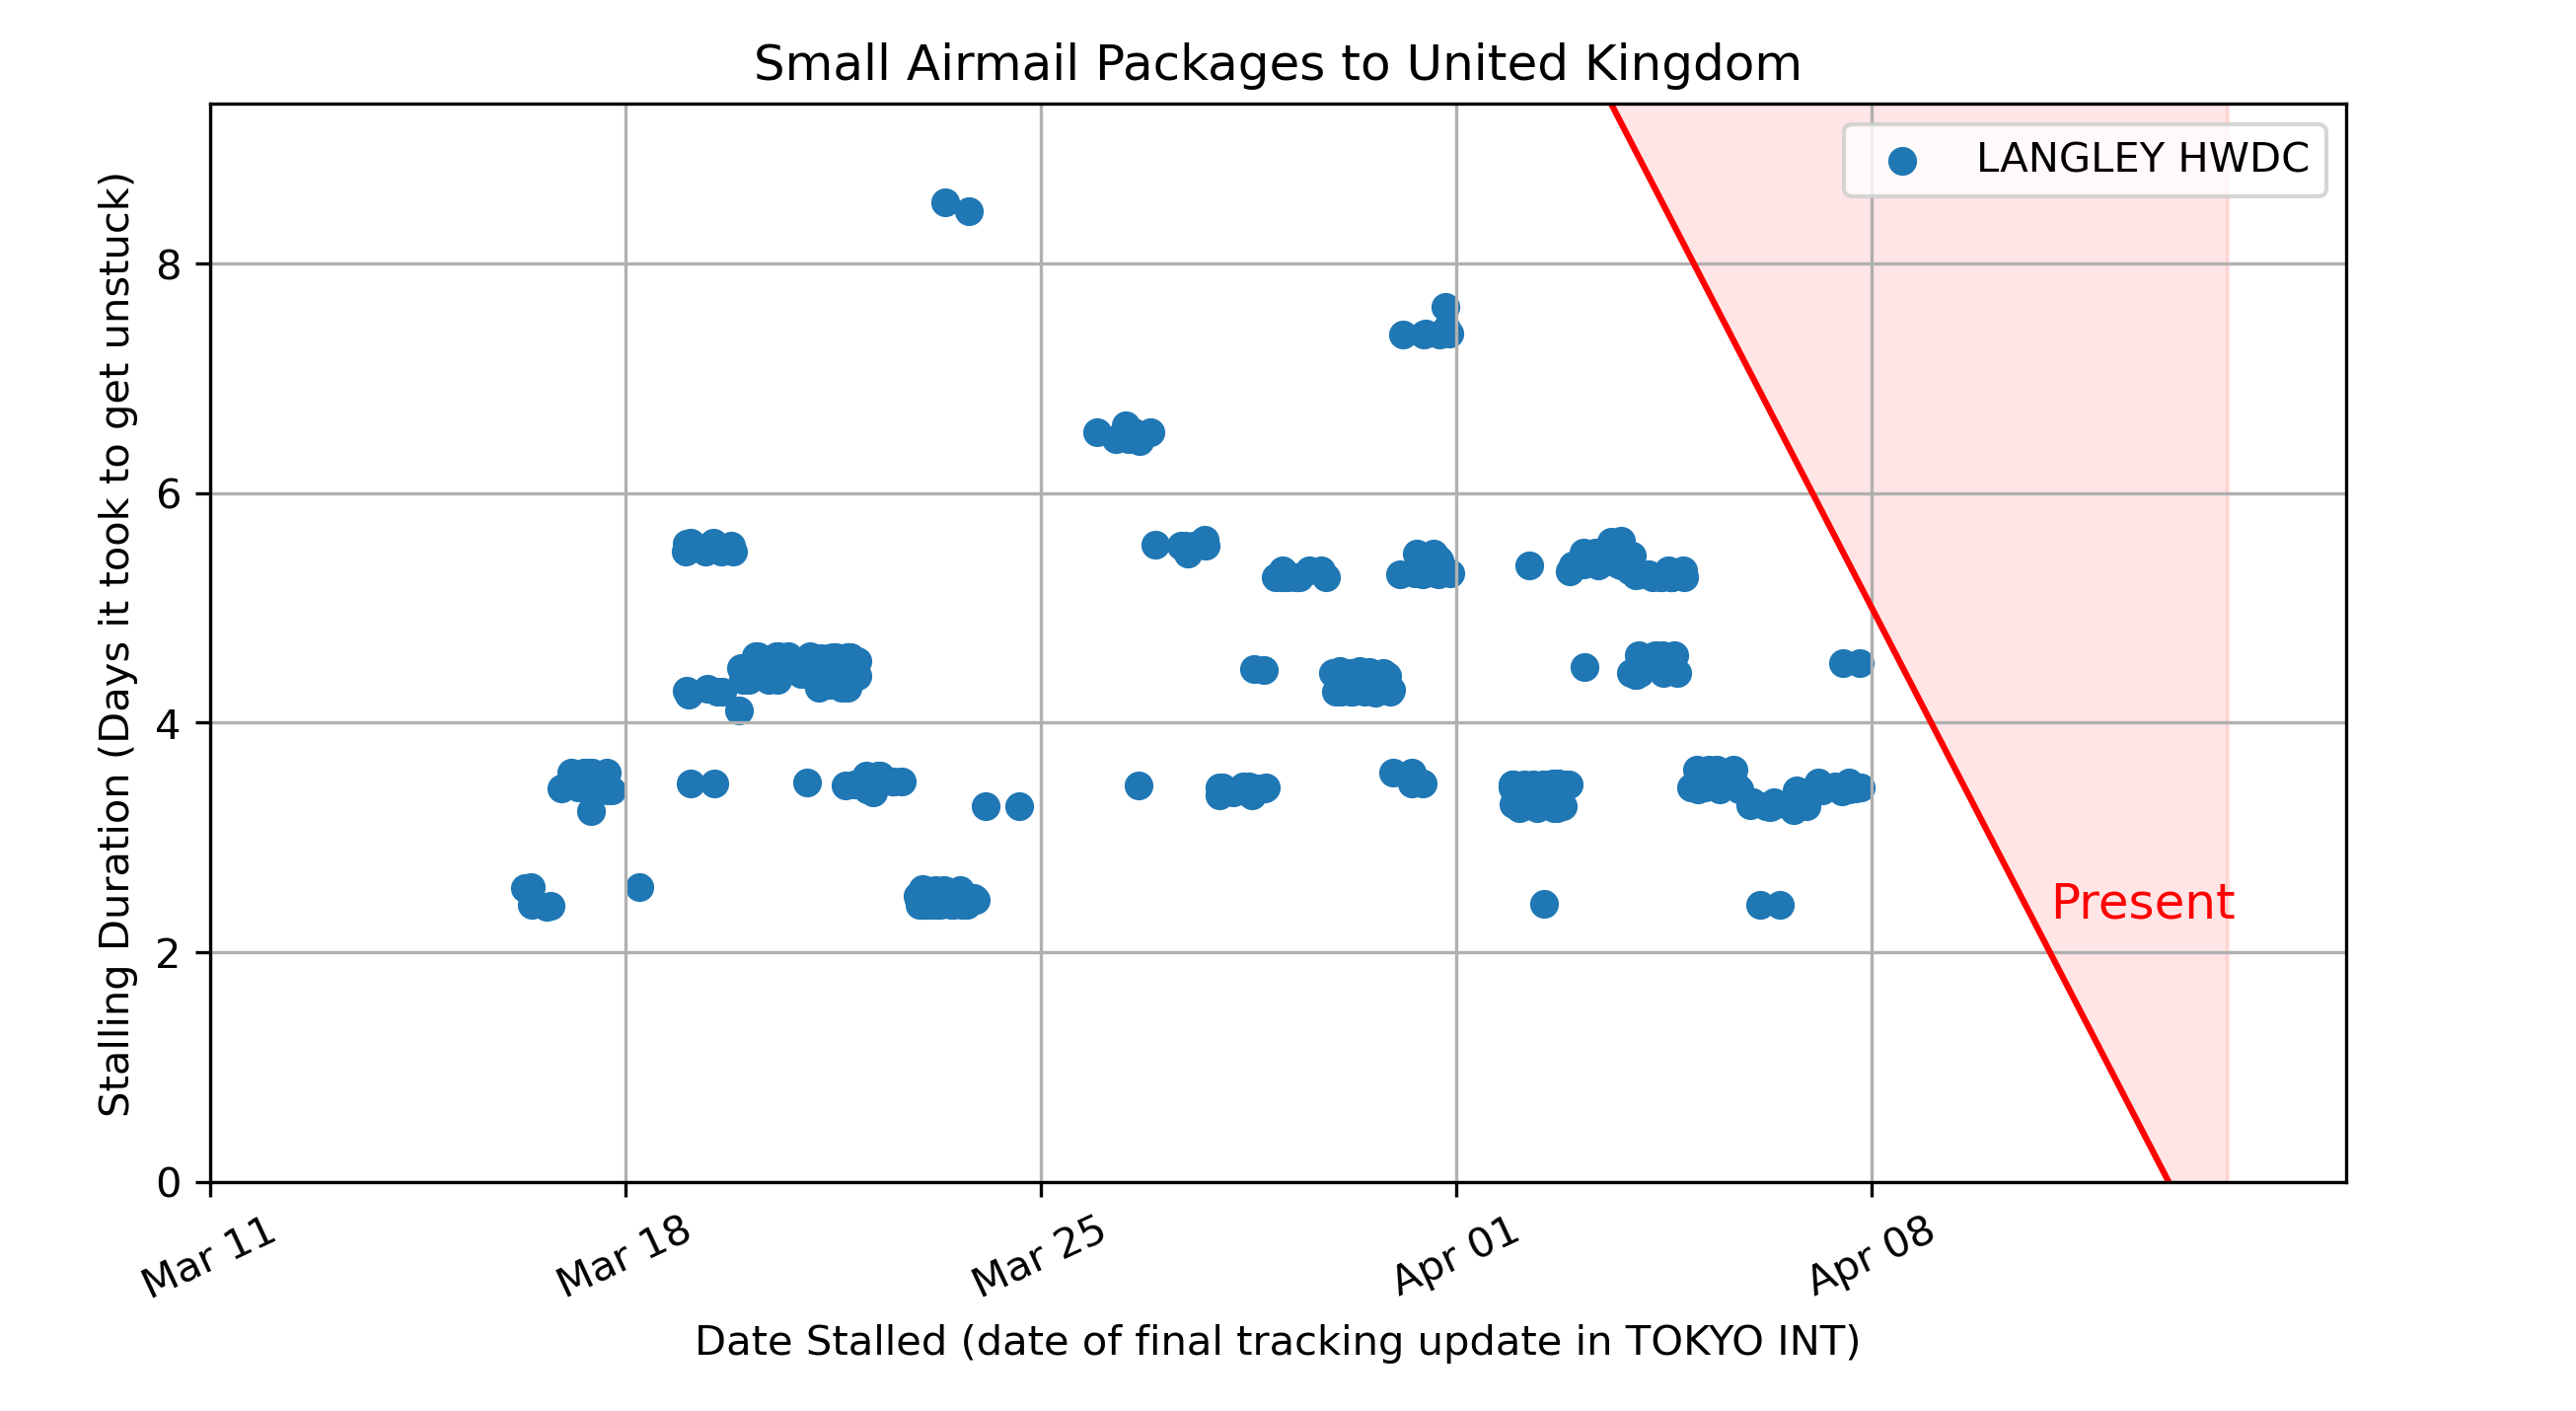 Small Airmail Packages to United Kingdom
LANGLEY HWDC
Stalling Duration (Days it took to get unstuck)
8
6
4
2
0
Present
Mar 11
Mar 18
Mar 25
Apr 01
Apr 08
Date Stalled (date of final tracking update in TOKYO INT)